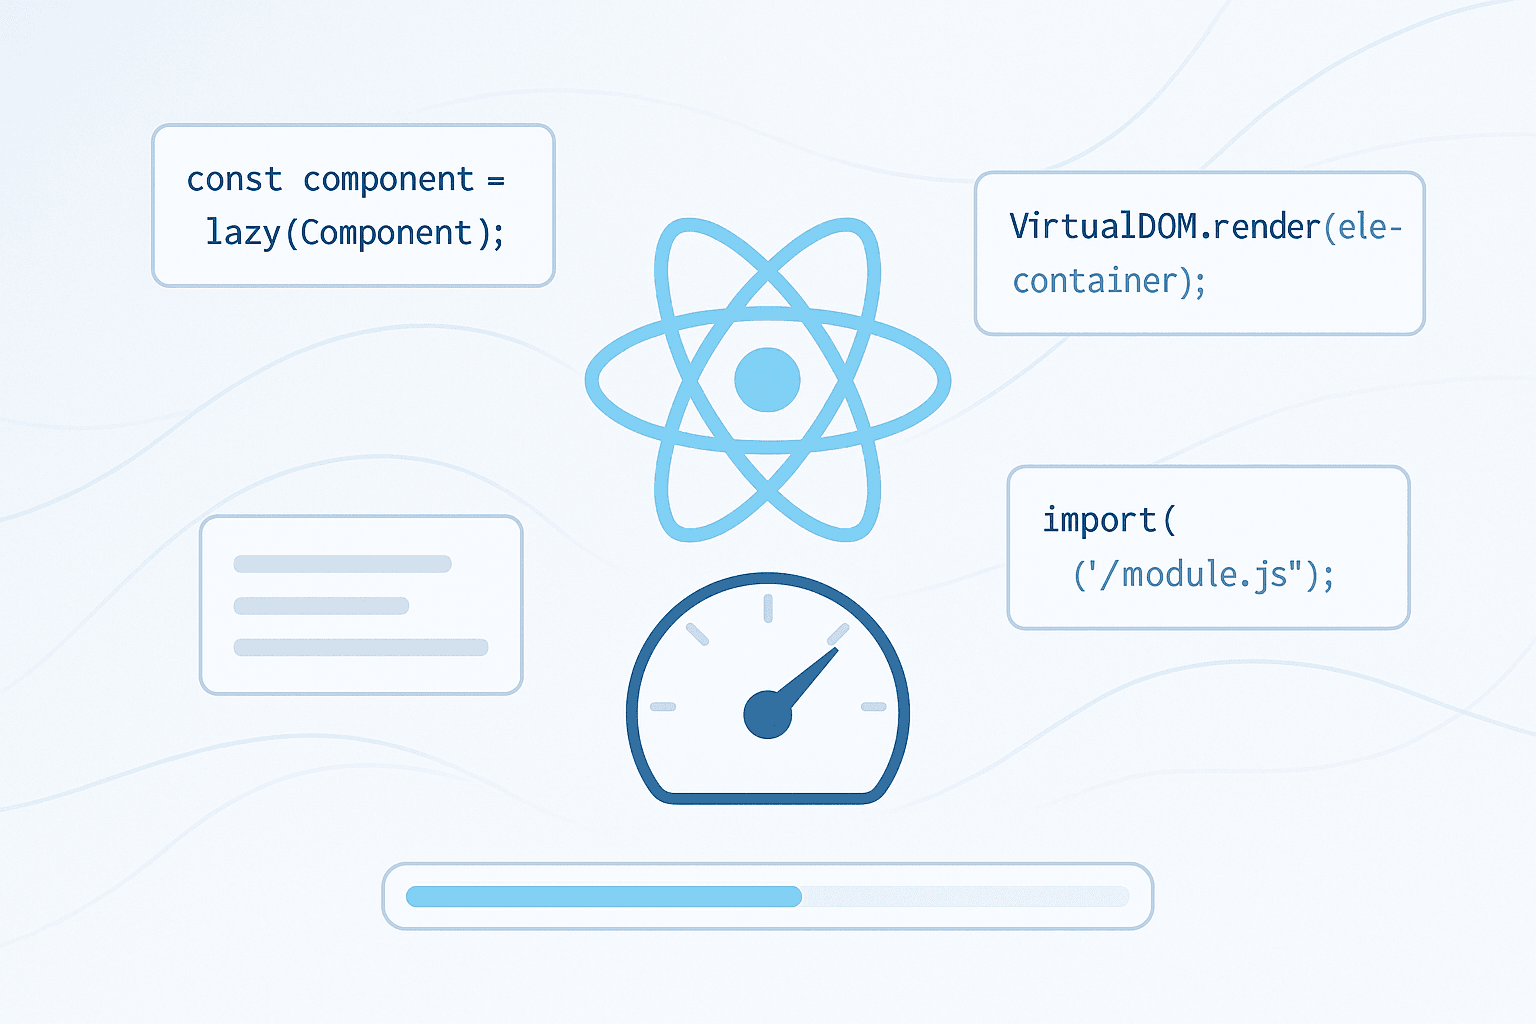 const component =
lazy(Component);
VirtualDOM.render(ele-
container);
import(
('/module.js");